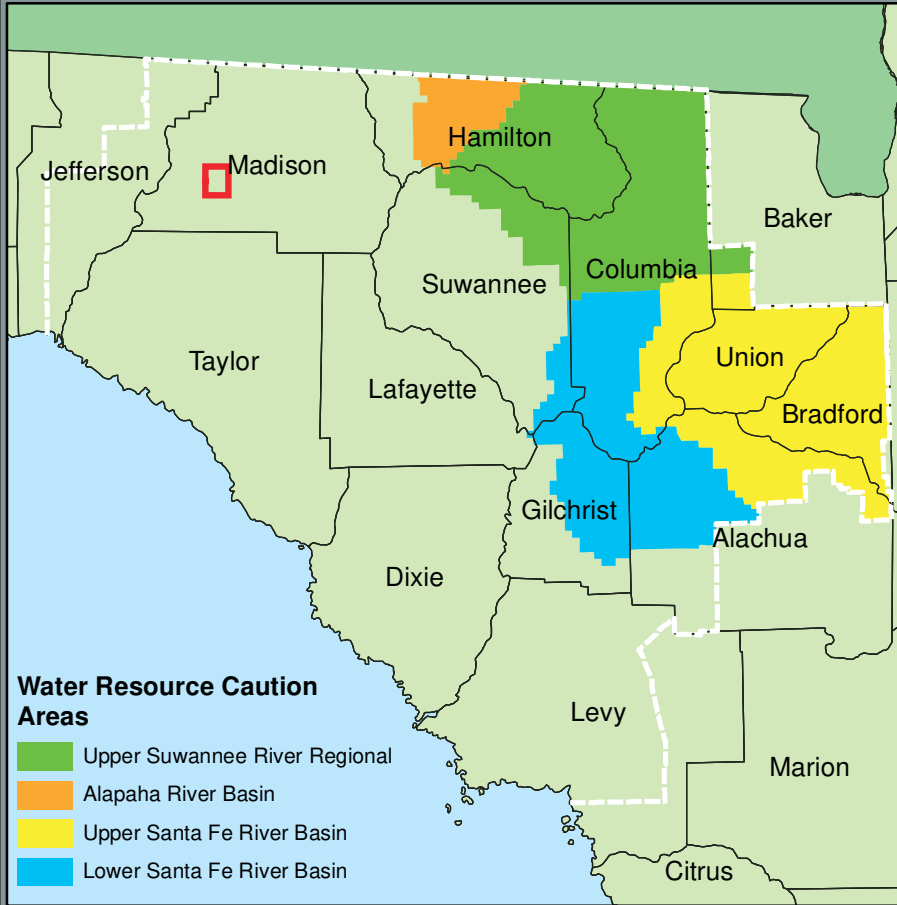 Hamilton
Madison
Jefferson
Baker
Columbia
Suwannee
Taylor
Union
Lafayette
Bradford
Gilchrist
Alachua
Dixie
Levy
Marion
Citrus
Water Resource Caution
Areas
Upper Suwannee River Regional
Alapaha River Basin
Upper Santa Fe River Basin
Lower Santa Fe River Basin